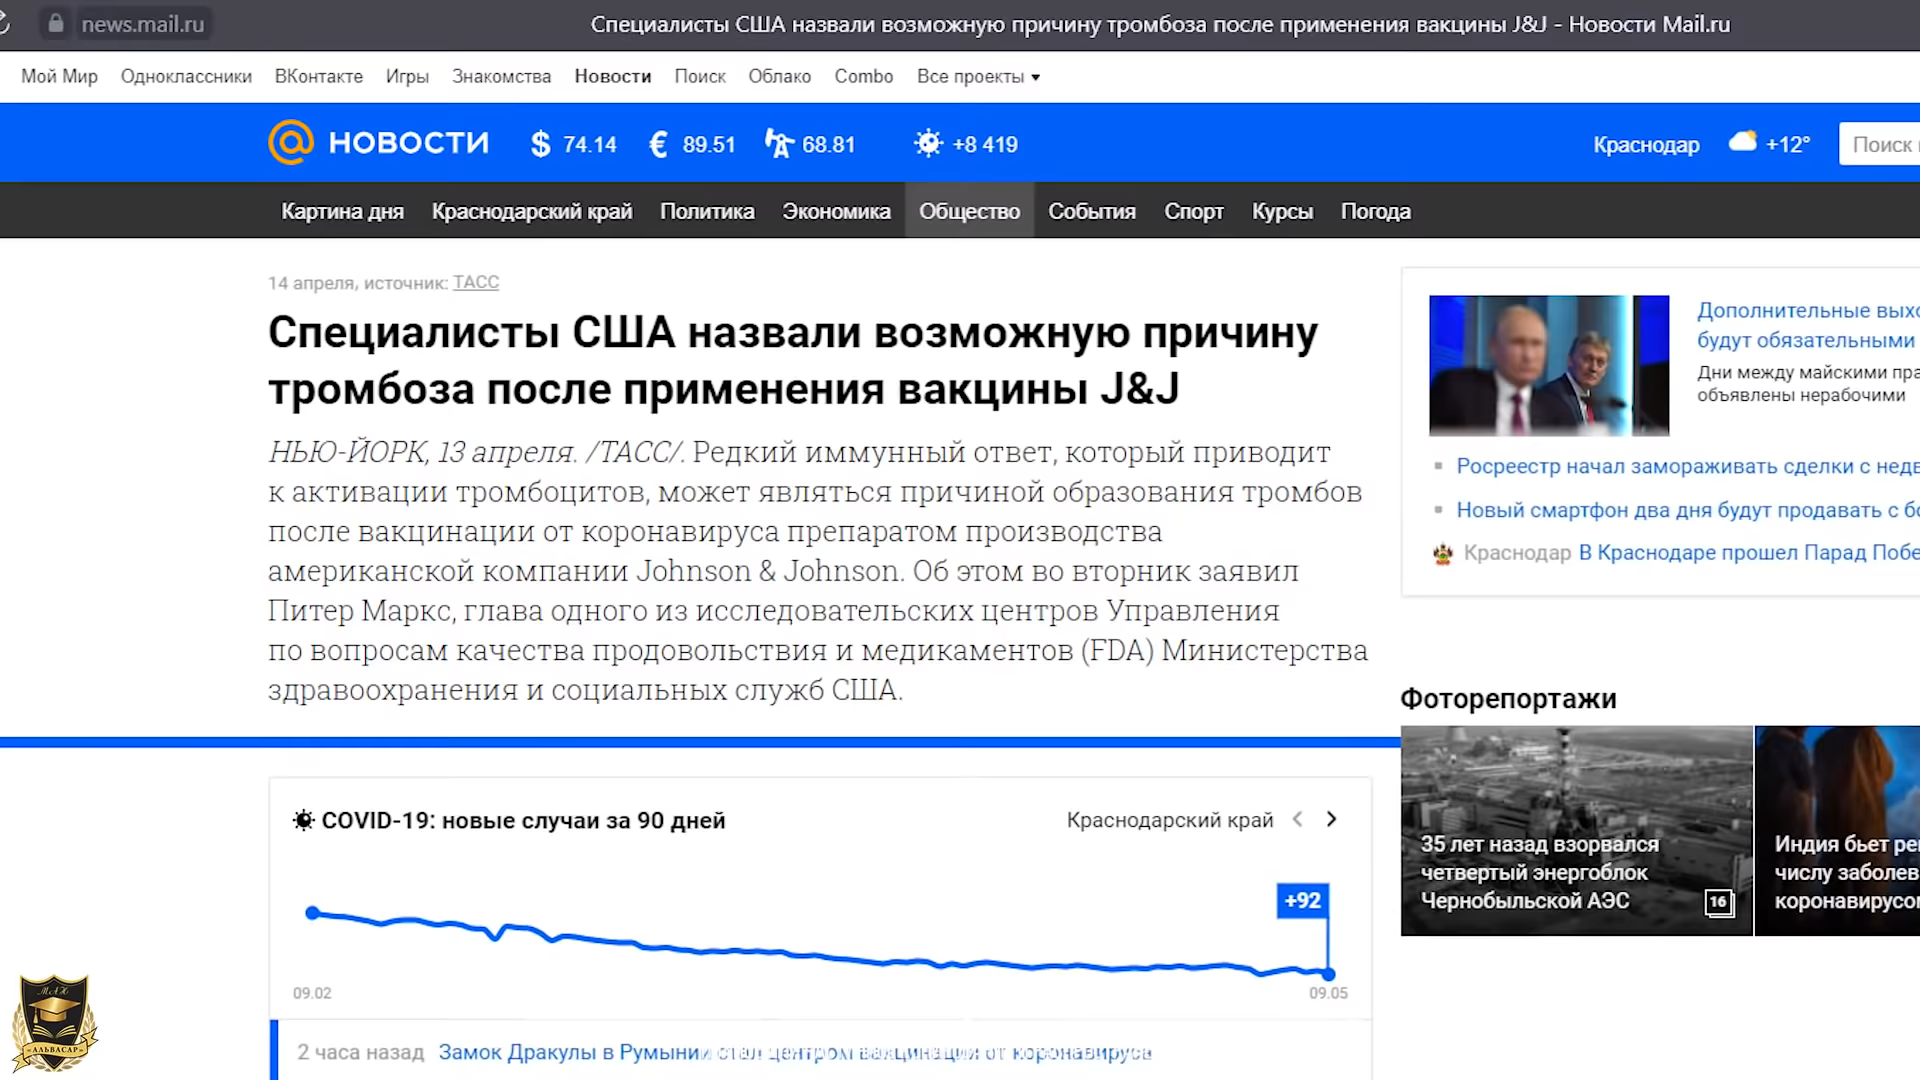 news.mail.ru
Специалисты США назвали возможную причину тромбоза после применения вакцины J&J - Новости Mail.ru
Мой Мир Одноклассники ВКонтакте Игры Знакомства Новости Поиск Облако Combo Все проекты
НОВОСТИ $ 74.14 € 89.51 68.81 +8 419 Краснодар +12° Поиск
Картина дня Краснодарский край Политика Экономика Общество События Спорт Курсы Погода
14 апреля, источник: ТАСС
Специалисты США назвали возможную причину
тромбоза после применения вакцины J&J
НЬЮ-ЙОРК, 13 апреля. /ТАСС/. Редкий иммунный ответ, который приводит
к активации тромбоцитов, может являться причиной образования тромбов
после вакцинации от коронавируса препаратом производства
американской компании Johnson & Johnson. Об этом во вторник заявил
Питер Маркс, глава одного из исследовательских центров Управления
по вопросам качества продовольствия и медикаментов (FDA) Министерства
здравоохранения и социальных служб США.
Дополнительные вых
будут обязательными
Дни между майскими пра
объявлены нерабочими
Росреестр начал замораживать сделки с недв
Новый смартфон два дня будут продавать с бо
Краснодар В Краснодаре прошел Парад Побе
Фоторепортажи
35 лет назад взорвался
четвертый энергоблок
Чернобыльской АЭС
16
Индия бьет ре
числу заболев
коронавирусо
COVID-19: новые случаи за 90 дней
Краснодарский край
+92
09.02
09.05
2 часа назад Замок Дракулы в Румынии стал центром вакцинации от коронавируса
МАХ
АЛЬВАСАР